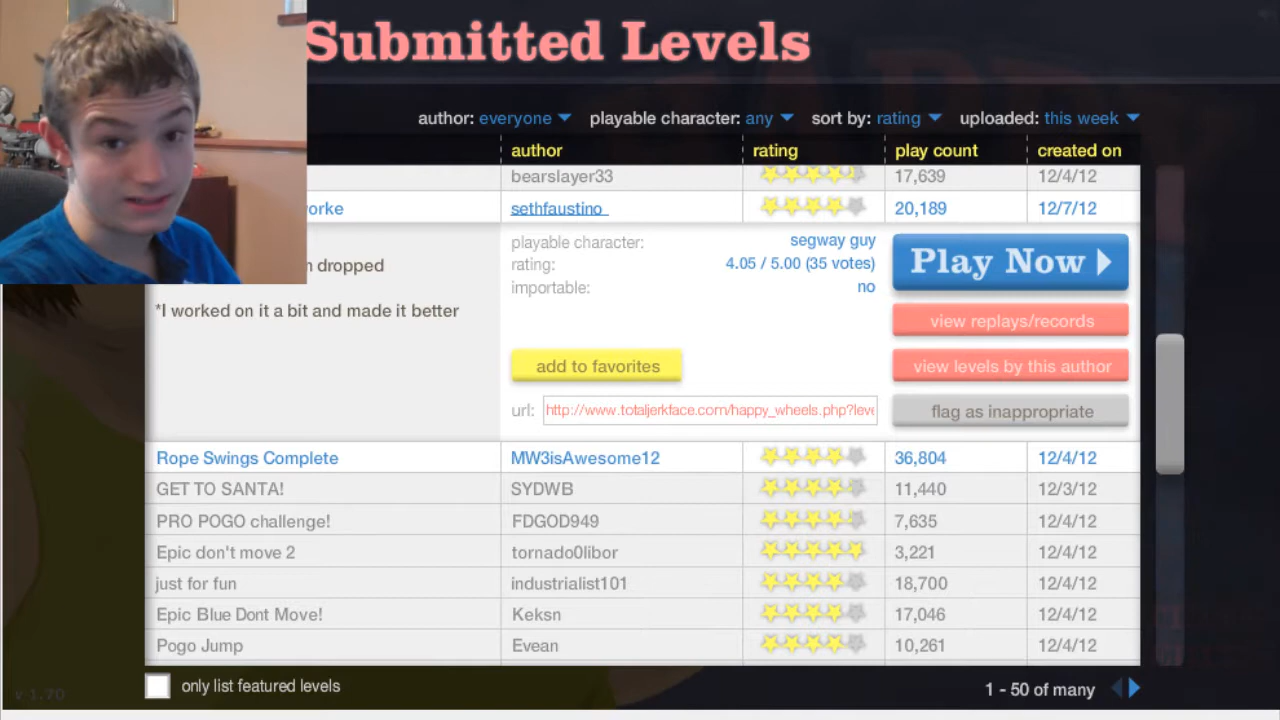 Submitted Levels
author: everyone playable character: any sort by: rating uploaded: this week
author rating play count created on
bearslayer33 17,639 12/4/12
orke sethfaustino 20,189 12/7/12
playable character: segway guy
dropped rating: 4.05 / 5.00 (35 votes)
importable: no
Play Now
*I worked on it a bit and made it better
view replays/records
add to favorites view levels by this author
url: http://www.totaljerkface.com/happy_wheels.php?leve
flag as inappropriate
Rope Swings Complete MW3isAwesome12 36,804 12/4/12
GET TO SANTA! SYDWB 11,440 12/3/12
PRO POGO challenge! FDGOD949 7,635 12/4/12
Epic don't move 2 tornado0libor 3,221 12/4/12
just for fun industrialist101 18,700 12/4/12
Epic Blue Dont Move! Keksn 17,046 12/4/12
Pogo Jump Evean 10,261 12/4/12
only list featured levels 1 - 50 of many
v 1.70